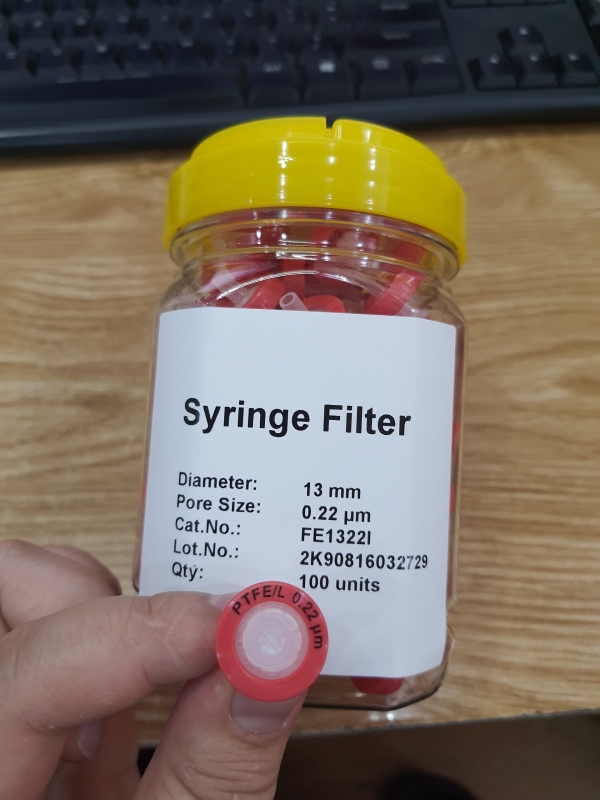 Syringe Filter
Diameter: 13 mm
Pore Size: 0.22 µm
Cat.No.: FE1322I
Lot.No.: 2K90816032729
Qty: 100 units
PTFE/L 0.22 µm